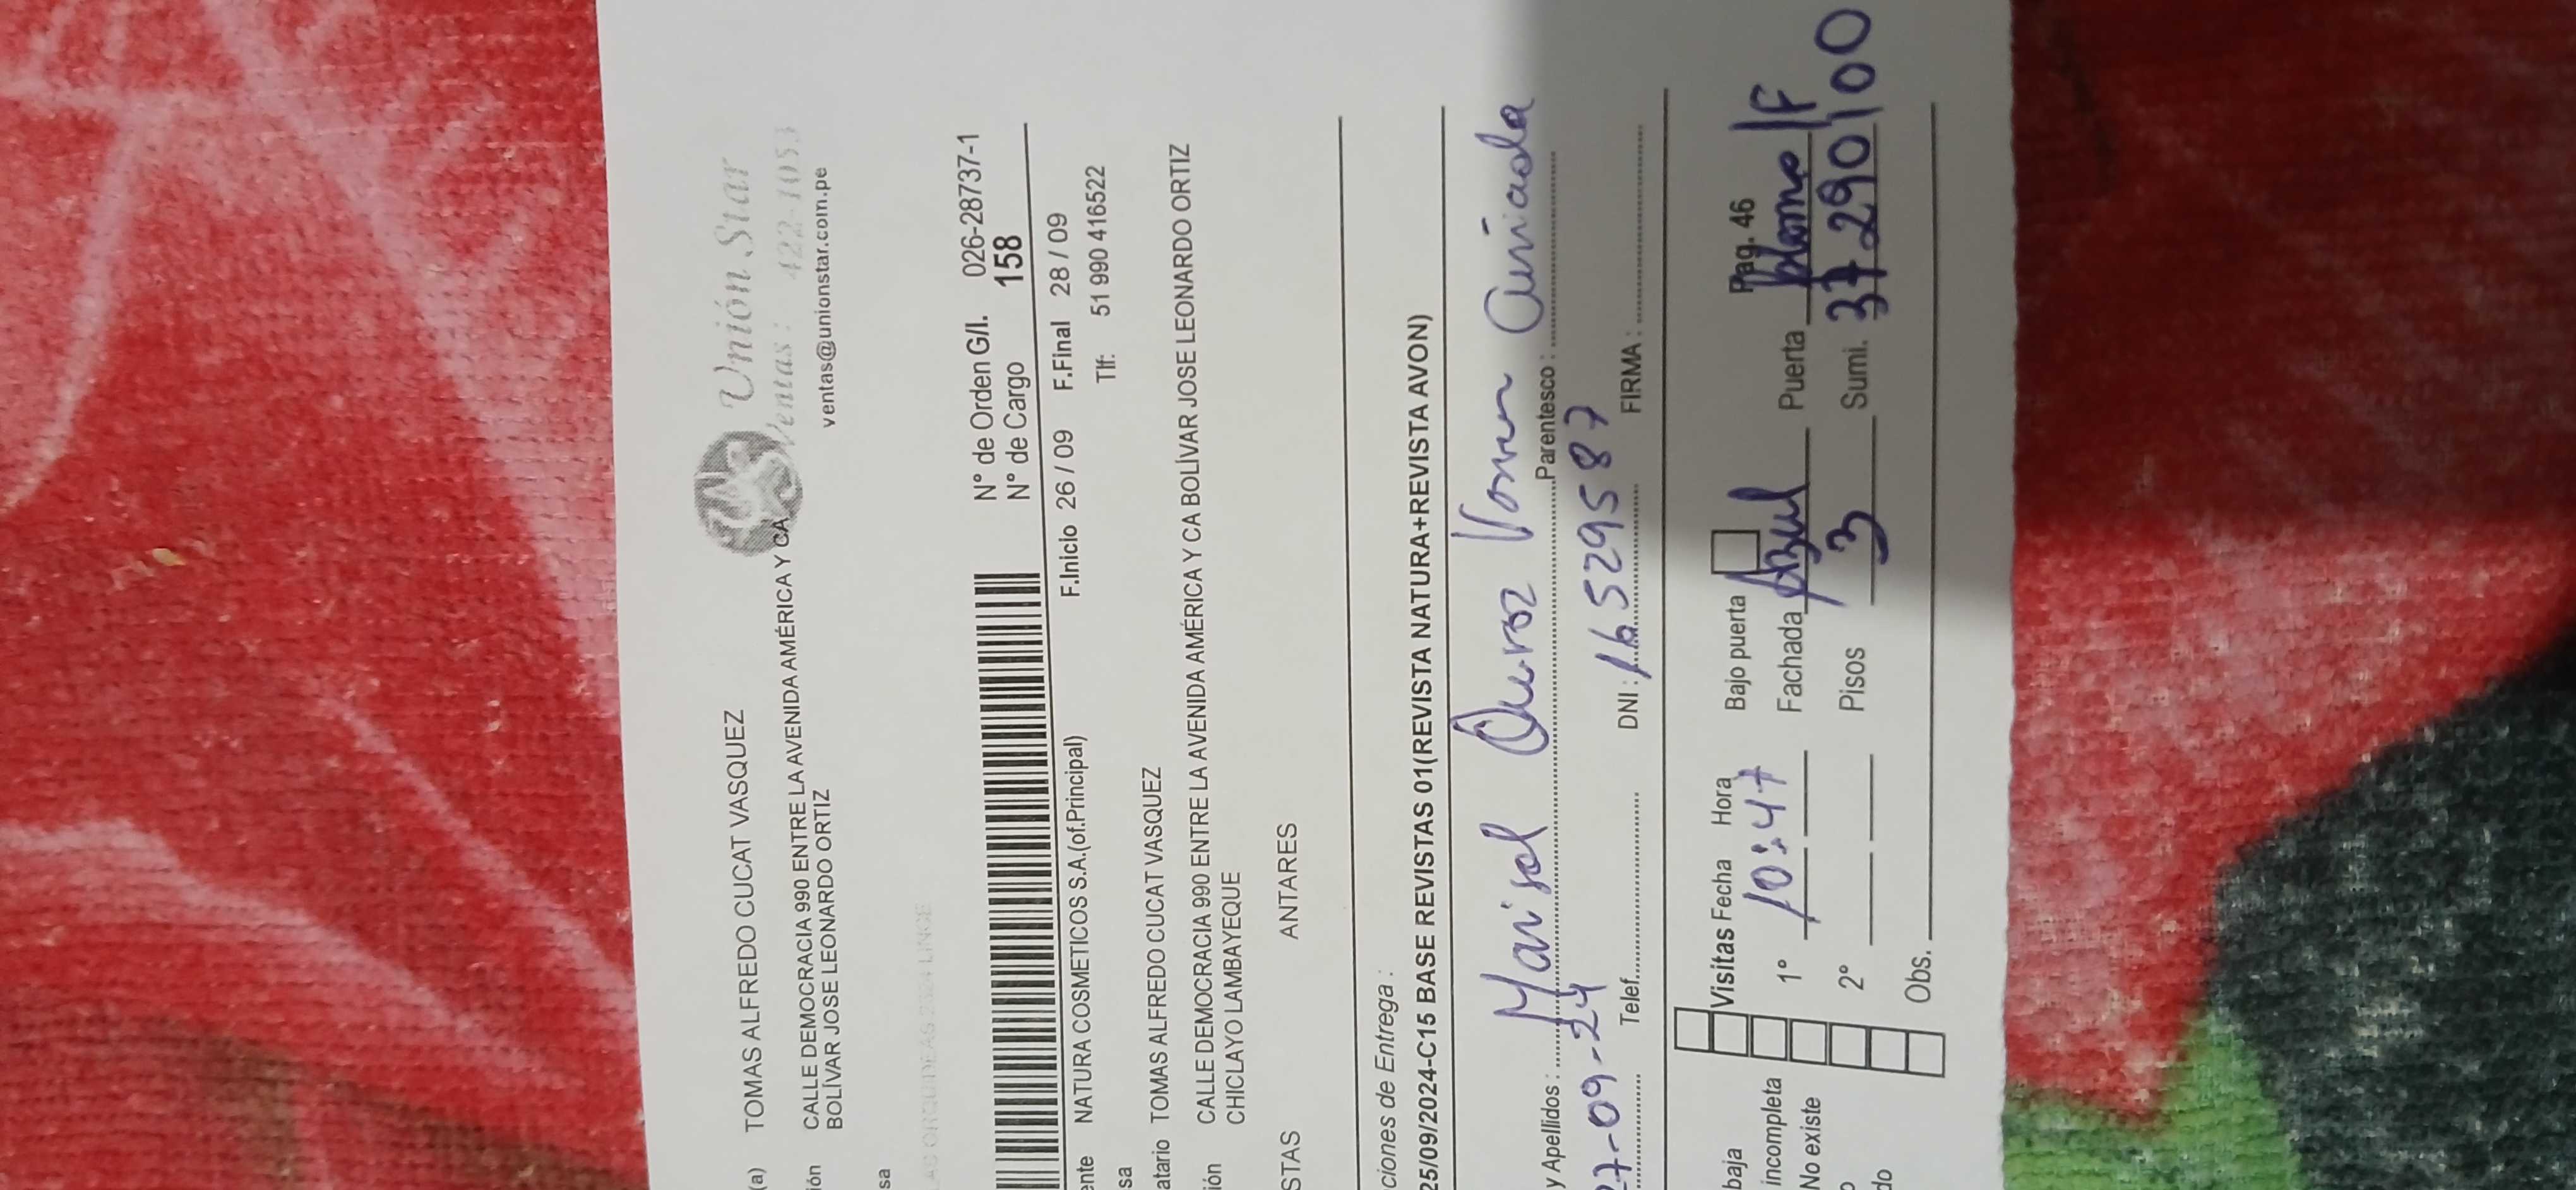 Unión Star
Ventas: 422-1053
ventas@unionstar.com.pe
(a) TOMAS ALFREDO CUCAT VASQUEZ
ión CALLE DEMOCRACIA 990 ENTRE LA AVENIDA AMÉRICA Y CA
BOLÍVAR JOSE LEONARDO ORTIZ
sa
N° de Orden G/I. 026-28737-1
N° de Cargo 158
F.Inicio 26 / 09 F.Final 28 / 09
ente NATURA COSMETICOS S.A.(of.Principal)
Tlf: 51 990 416522
sa
atario TOMAS ALFREDO CUCAT VASQUEZ
ión CALLE DEMOCRACIA 990 ENTRE LA AVENIDA AMÉRICA Y CA BOLÍVAR JOSE LEONARDO ORTIZ
CHICLAYO LAMBAYEQUE
STAS ANTARES
ciones de Entrega :
25/09/2024-C15 BASE REVISTAS 01(REVISTA NATURA+REVISTA AVON)
y Apellidos : Marisol Quiroz Parentesco : Cuñada
27-09-24 Telef. DNI : 16529587 FIRMA :
baja Visitas Fecha Hora Bajo puerta Pag. 46
incompleta 1° 10:47 Fachada Azul Puerta plomo / F
No existe 2° Pisos 3 Sumi. 37290100
do Obs.